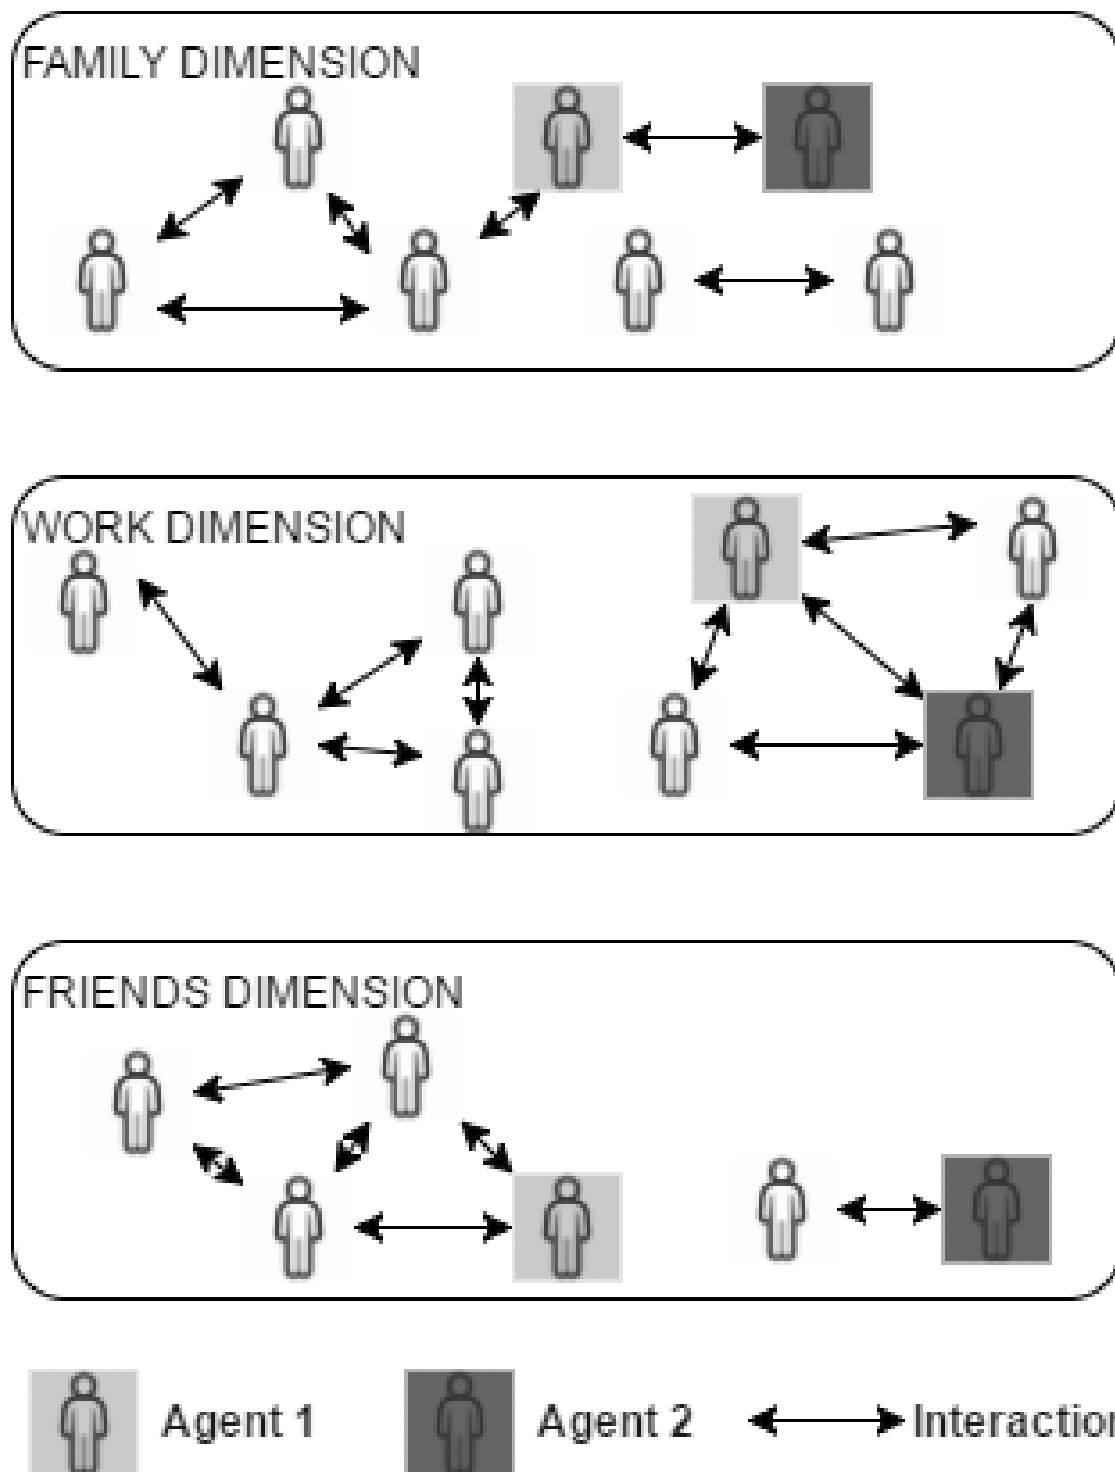 FAMILY DIMENSION
WORK DIMENSION
FRIENDS DIMENSION
Agent 1 Agent 2 Interaction